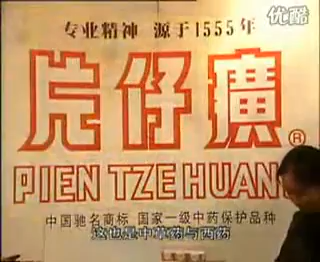 优酷
专业精神 源于1555年
片仔癀®
PIEN TZE HUANG
中国驰名商标 国家一级中药保护品种
这也是中草药与西药